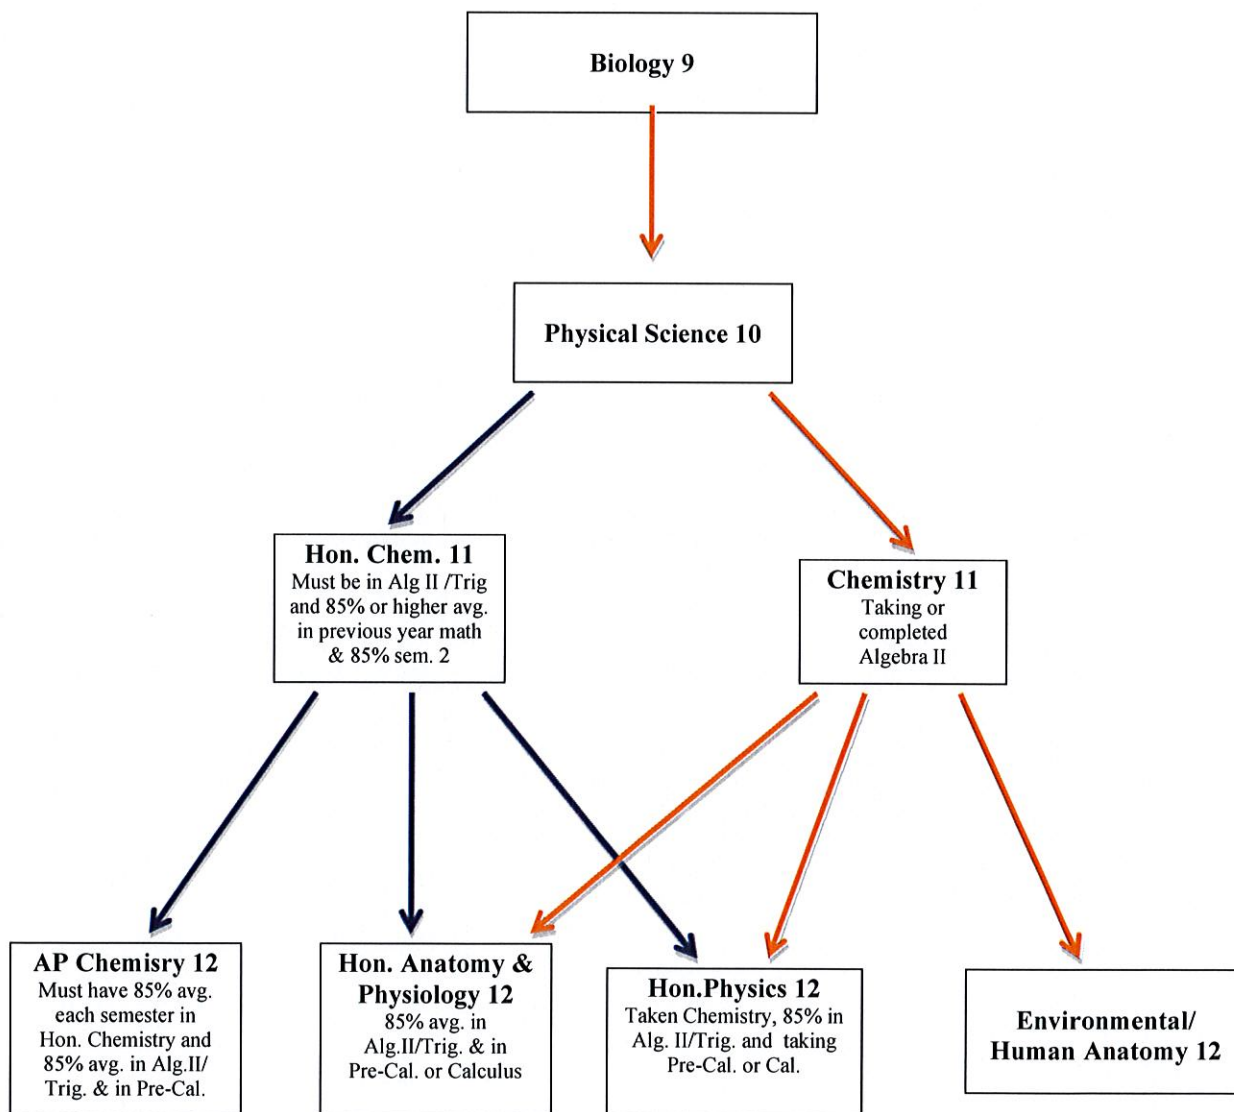 Biology 9
Physical Science 10
Hon. Chem. 11
Must be in Alg II /Trig
and 85% or higher avg.
in previous year math
& 85% sem. 2
Chemistry 11
Taking or
completed
Algebra II
AP Chemisry 12
Must have 85% avg.
each semester in
Hon. Chemistry and
85% avg. in Alg.II/
Trig. & in Pre-Cal.
Hon. Anatomy &
Physiology 12
85% avg. in
Alg.II/Trig. & in
Pre-Cal. or Calculus
Hon.Physics 12
Taken Chemistry, 85% in
Alg. II/Trig. and taking
Pre-Cal. or Cal.
Environmental/
Human Anatomy 12